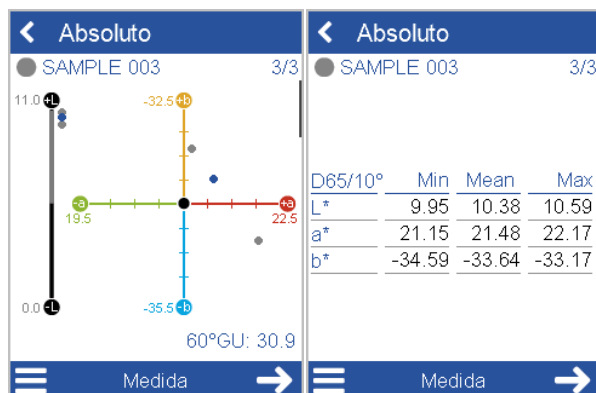 Absoluto
SAMPLE 003 3/3
11.0 +L -32.5 +b
-a +a
19.5 22.5
0.0 -L -35.5 -b
60°GU: 30.9
Medida
Absoluto
SAMPLE 003 3/3
D65/10° Min Mean Max
L* 9.95 10.38 10.59
a* 21.15 21.48 22.17
b* -34.59 -33.64 -33.17
Medida